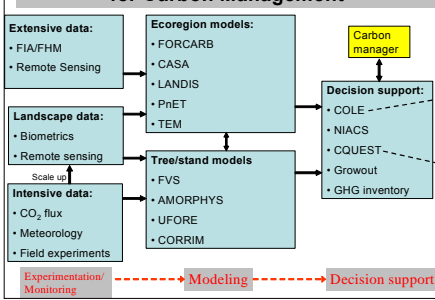 for Carbon Management
Extensive data:
• FIA/FHM
• Remote Sensing
Landscape data:
• Biometrics
• Remote sensing
Scale up
Intensive data:
• CO₂ flux
• Meteorology
• Field experiments
Ecoregion models:
• FORCARB
• CASA
• LANDIS
• PnET
• TEM
Tree/stand models
• FVS
• AMORPHYS
• UFORE
• CORRIM
Carbon
manager
Decision support:
• COLE
• NIACS
• CQUEST
• Growout
• GHG inventory
Experimentation/
Monitoring
Modeling
Decision support